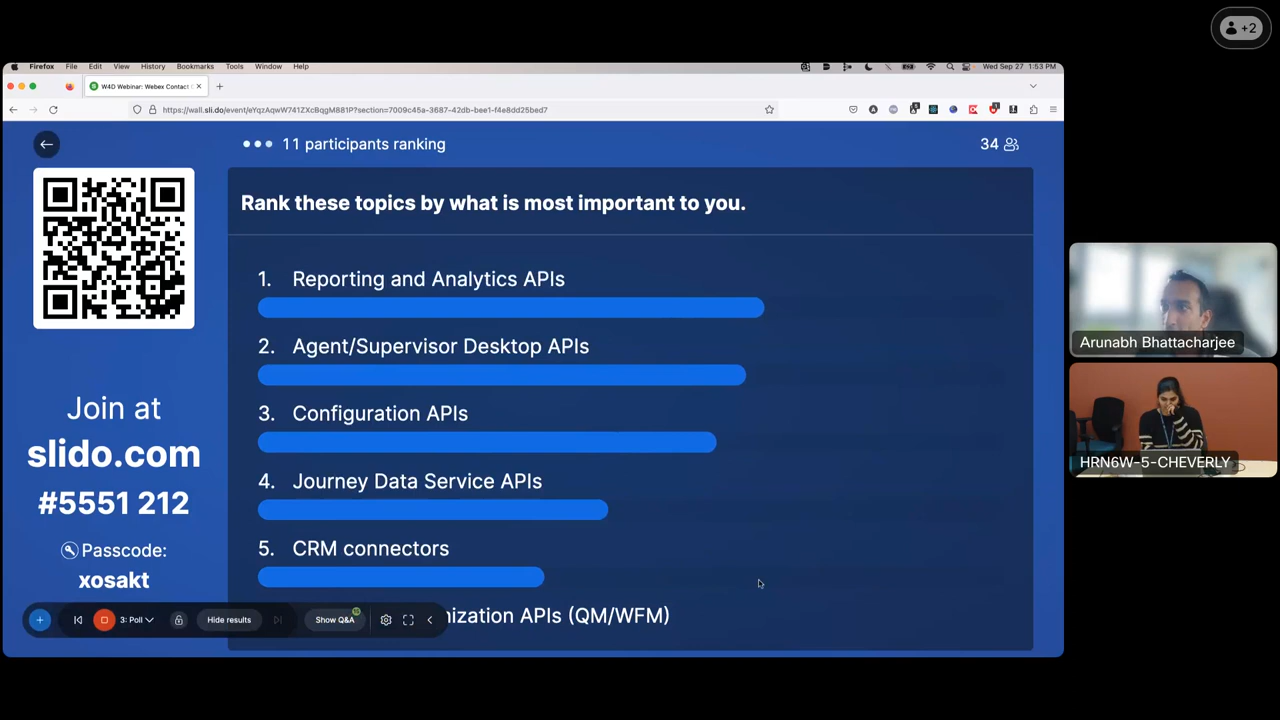 +2
Firefox File Edit View History Bookmarks Tools Window Help
Wed Sep 27 1:53 PM
W4D Webinar: Webex Contact
https://wall.sli.do/event/eYqzAqwW741ZXcBqgM881P?section=7009c45a-3687-42db-bee1-f4e8dd25bed7
11 participants ranking
34
Rank these topics by what is most important to you.
1. Reporting and Analytics APIs
2. Agent/Supervisor Desktop APIs
3. Configuration APIs
4. Journey Data Service APIs
5. CRM connectors
APIs (QM/WFM)
Join at
slido.com
#5551 212
Passcode:
xosakt
3: Poll
Hide results
Show Q&A
Arunabh Bhattacharjee
HRN6W-5-CHEVERLY